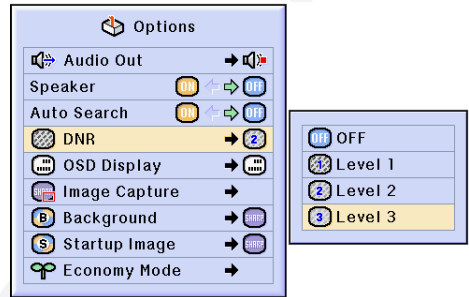 Options
Audio Out
Speaker ON OFF
Auto Search ON OFF
DNR 2
OSD Display
Image Capture SHARP
B Background SHARP
S Startup Image SHARP
Economy Mode
OFF OFF
1 Level 1
2 Level 2
3 Level 3